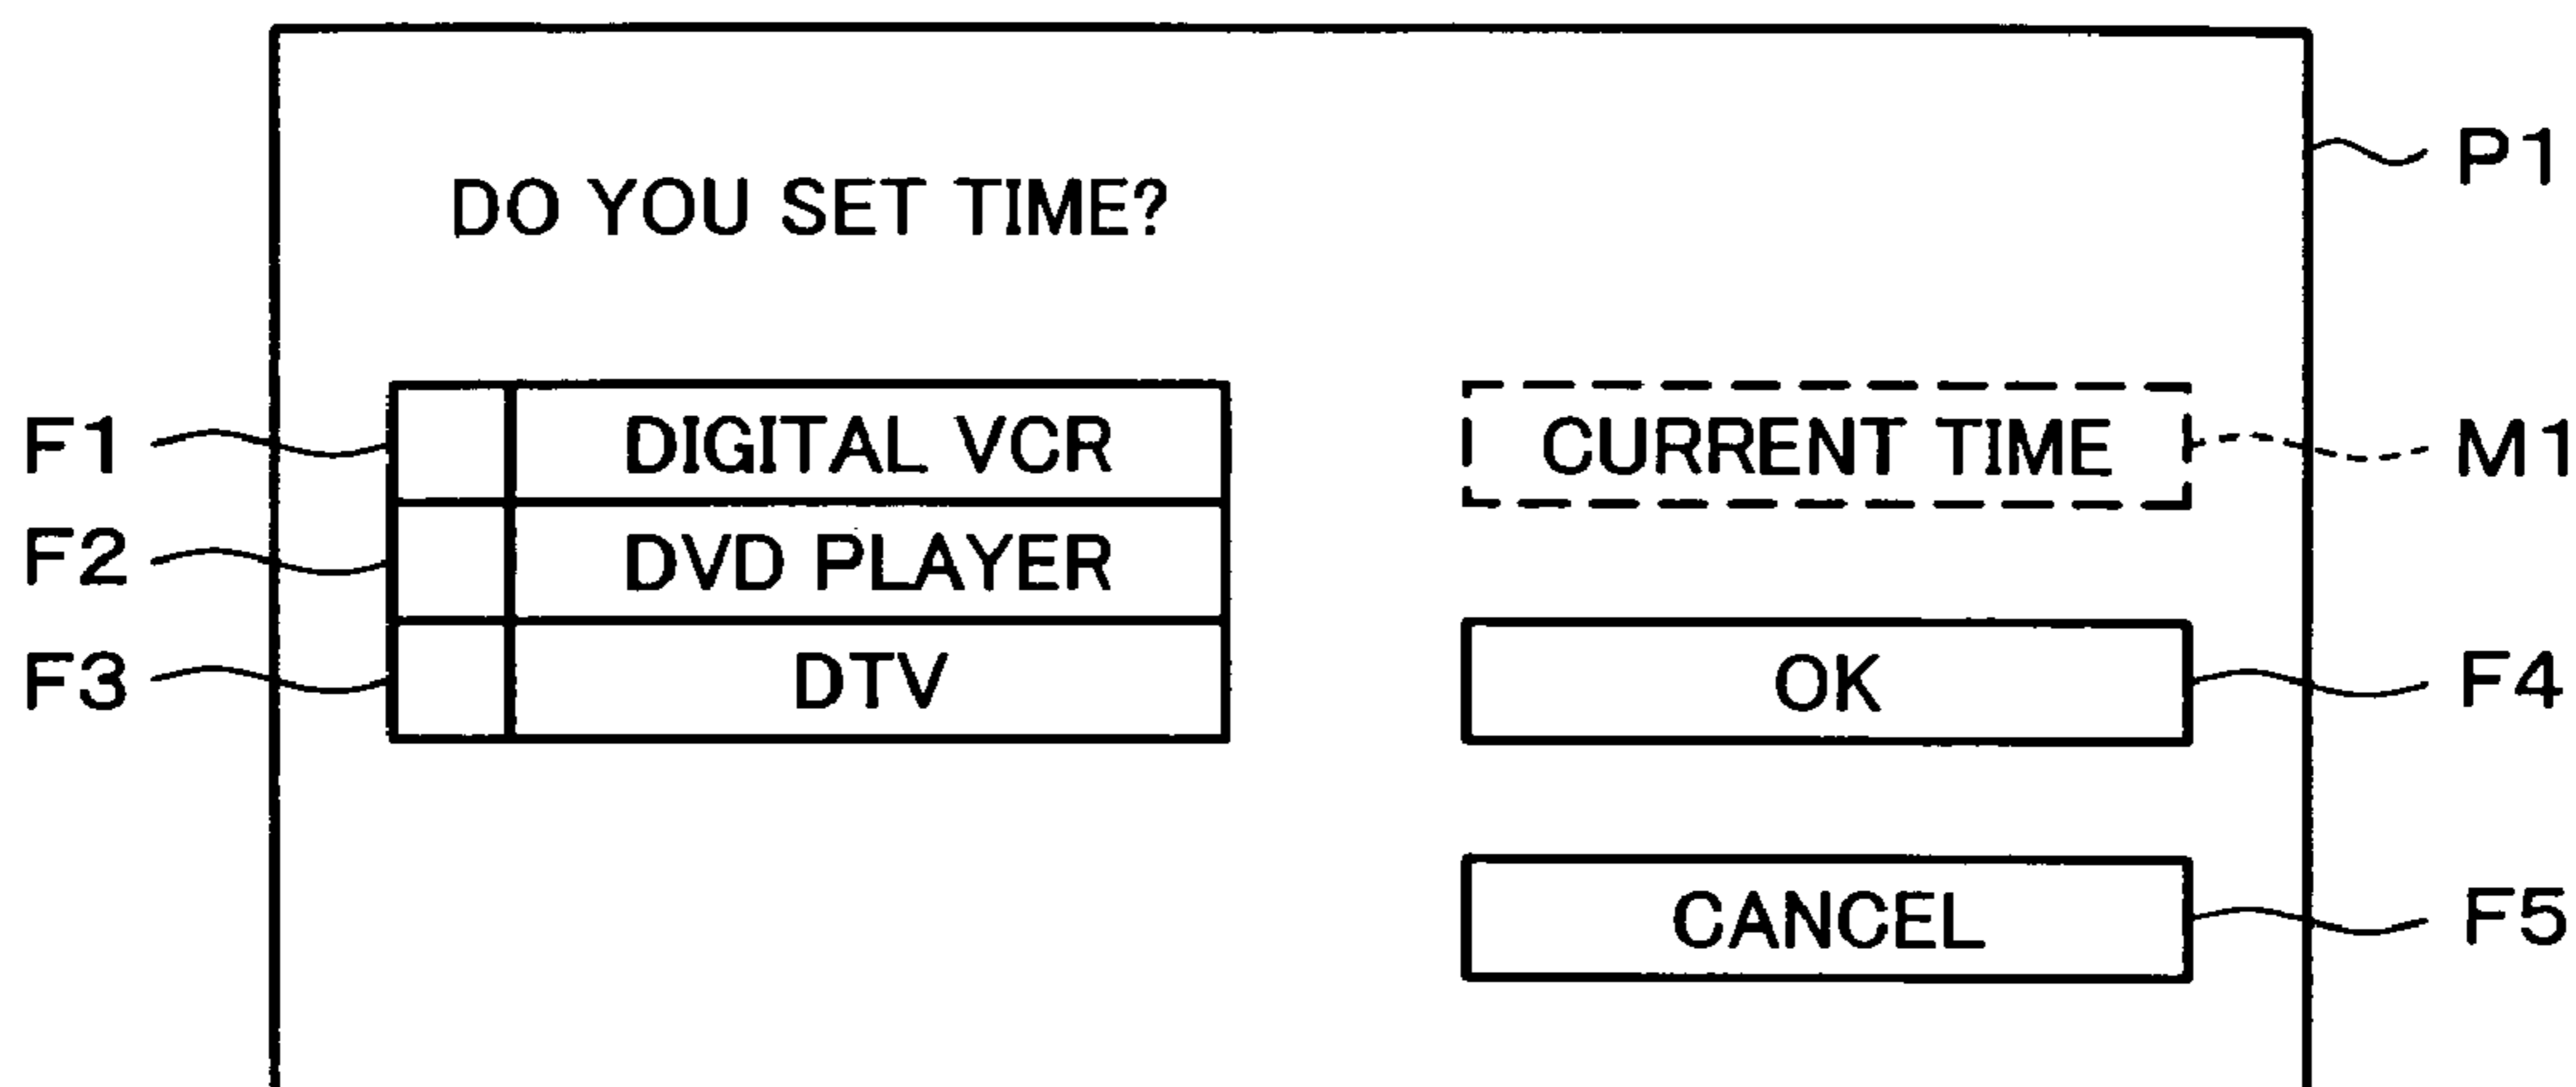 P1
DO YOU SET TIME?
F1 DIGITAL VCR CURRENT TIME M1
F2 DVD PLAYER
F3 DTV OK F4
CANCEL F5